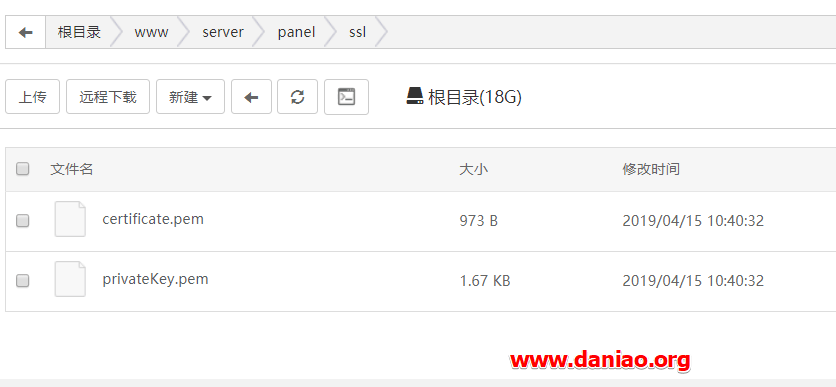 根目录 www server panel ssl
上传 远程下载 新建 根目录(18G)
文件名 大小 修改时间
certificate.pem 973 B 2019/04/15 10:40:32
privateKey.pem 1.67 KB 2019/04/15 10:40:32
www.daniao.org